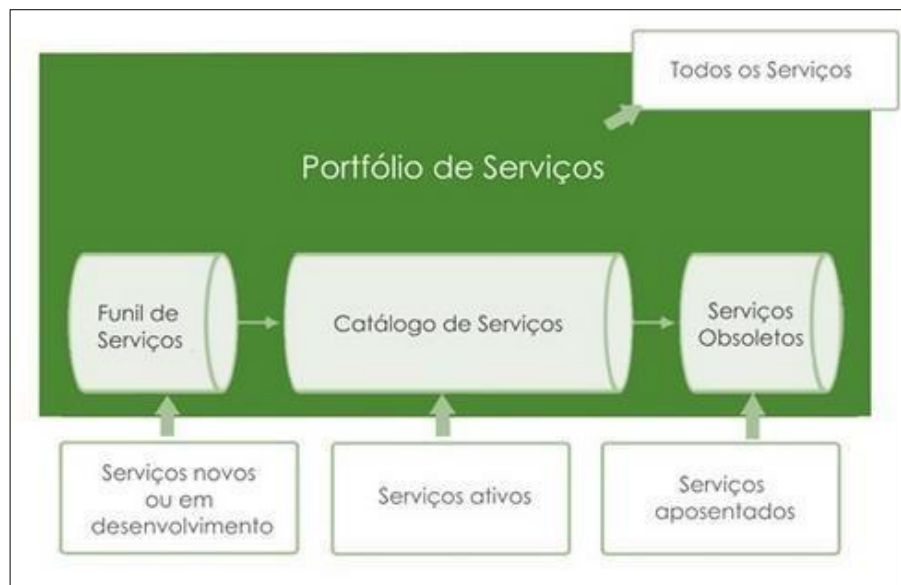 Todos os Serviços
Portfólio de Serviços
Funil de
Serviços
Catálogo de Serviços
Serviços
Obsoletos
Serviços novos
ou em
desenvolvimento
Serviços ativos
Serviços
aposentados